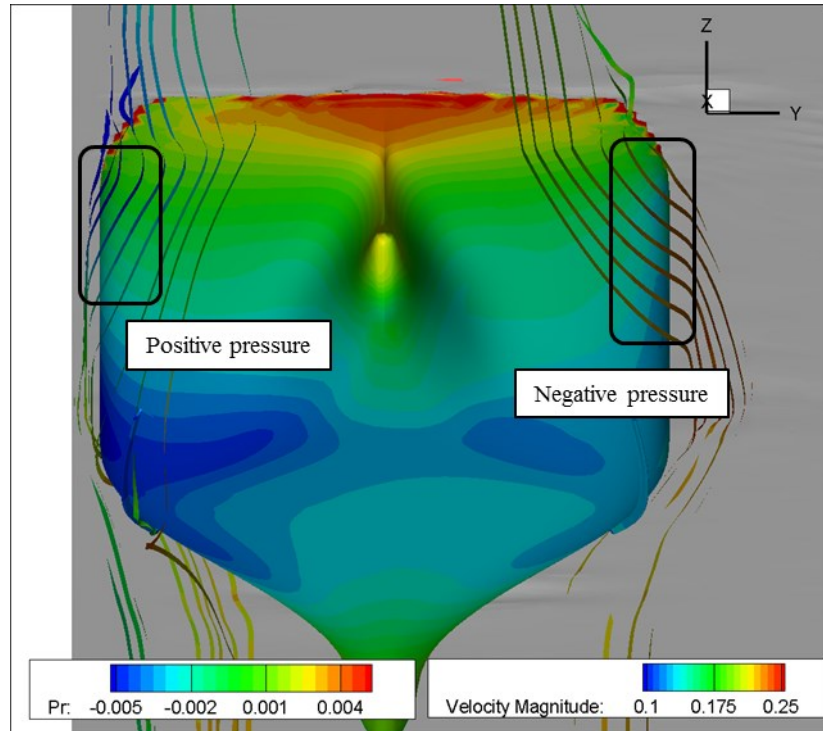 Z
X
Y
Positive pressure
Negative pressure
Pr: -0.005 -0.002 0.001 0.004
Velocity Magnitude: 0.1 0.175 0.25